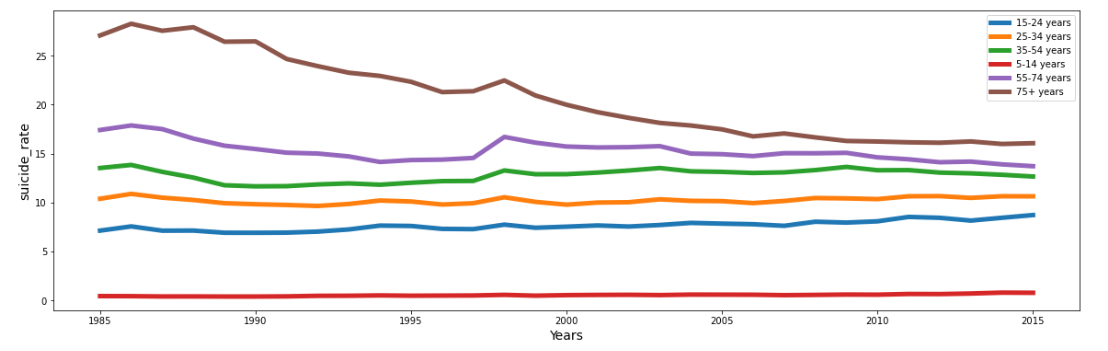 15-24 years
25-34 years
35-54 years
5-14 years
55-74 years
75+ years
suicide_rate
25
20
15
10
5
0
1985 1990 1995 2000 2005 2010 2015
Years